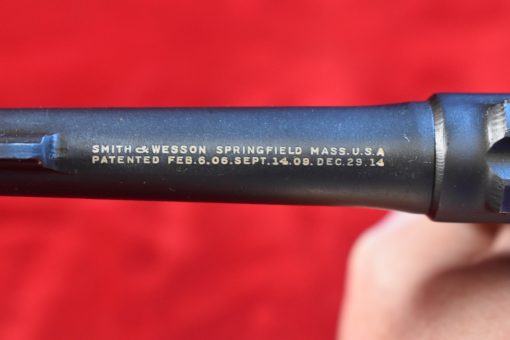 SMITH & WESSON SPRINGFIELD MASS. U.S.A
PATENTED FEB.6.06.SEPT.14.09.DEC.29.14